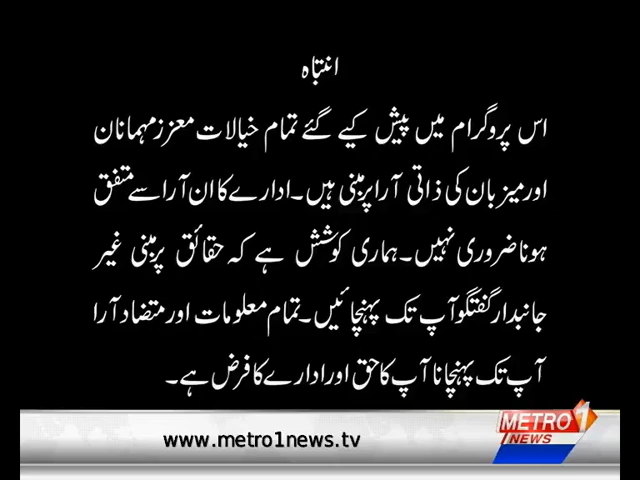 انتباہ
اس پروگرام میں پیش کیے گئے تمام خیالات معزز مہمانان
اور میزبان کی ذاتی آرا پر مبنی ہیں۔ ادارے کا ان آرا سے متفق
ہونا ضروری نہیں۔ ہماری کوشش ہے کہ حقائق پر مبنی غیر
جانبدار گفتگو آپ تک پہنچائیں۔ تمام معلومات اور متضاد آرا
آپ تک پہنچانا آپ کا حق اور ادارے کا فرض ہے۔
www.metro1news.tv
METRO 1
NEWS